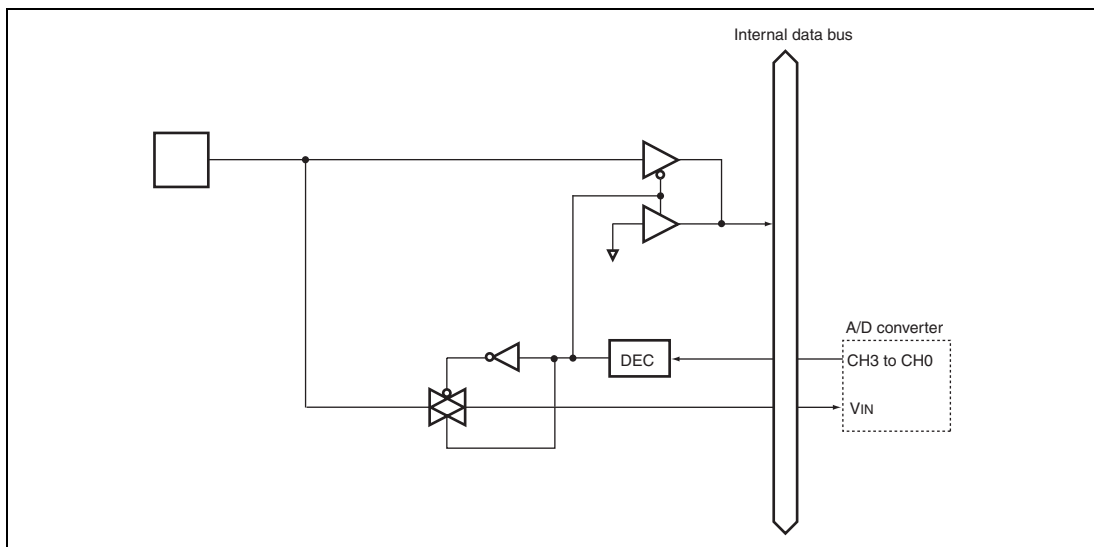 Internal data bus
A/D converter
DEC
CH3 to CH0
VIN